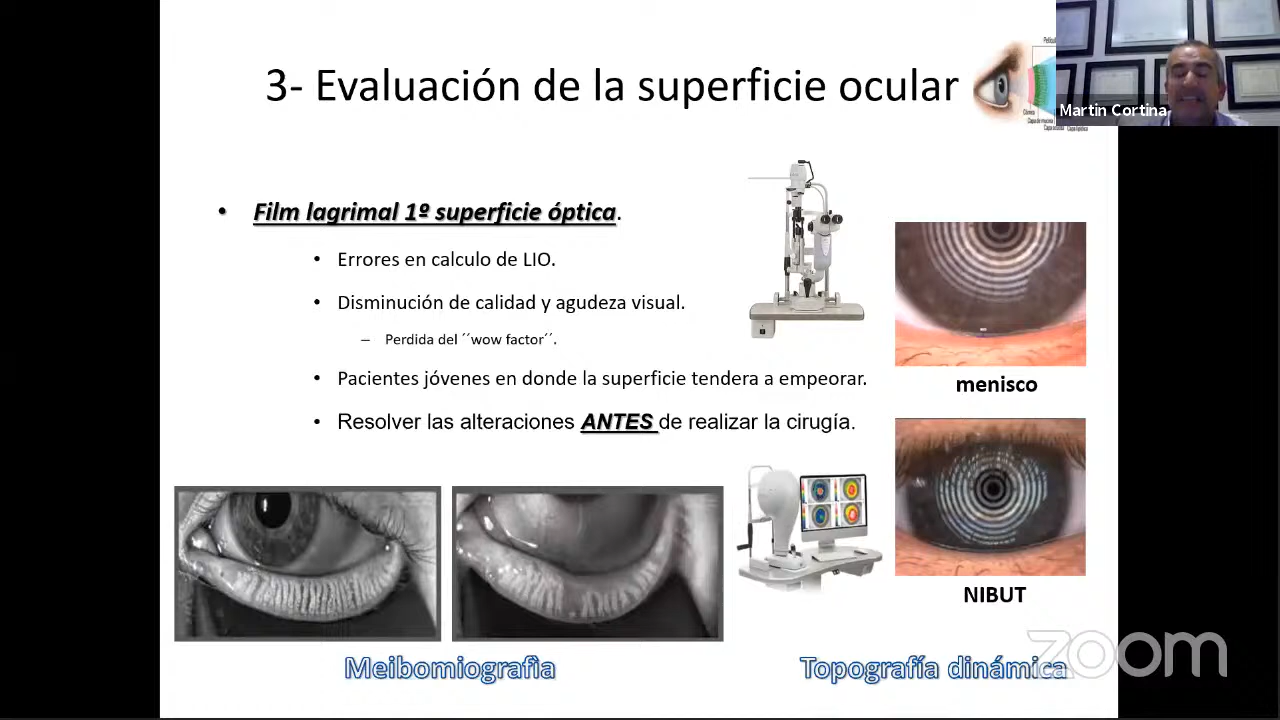 3- Evaluación de la superficie ocular
Martin Cortina
• Film lagrimal 1º superficie óptica.
• Errores en calculo de LIO.
• Disminución de calidad y agudeza visual.
– Perdida del ´´wow factor´´.
• Pacientes jóvenes en donde la superficie tendera a empeorar.
• Resolver las alteraciones ANTES de realizar la cirugía.
menisco
NIBUT
Meibomiografìa
Topografía dinámica
zoom